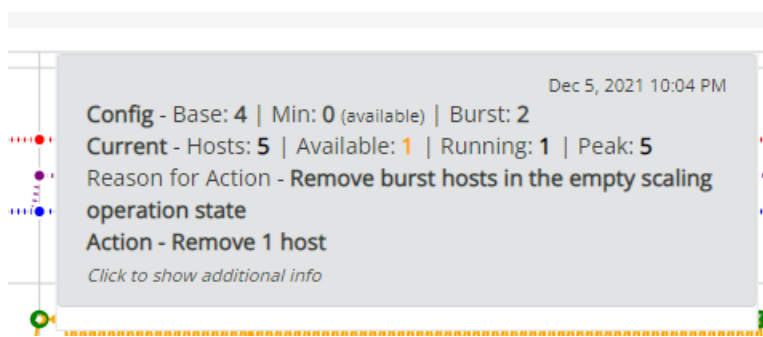 Dec 5, 2021 10:04 PM
Config - Base: 4 | Min: 0 (available) | Burst: 2
Current - Hosts: 5 | Available: 1 | Running: 1 | Peak: 5
Reason for Action - Remove burst hosts in the empty scaling
operation state
Action - Remove 1 host
Click to show additional info